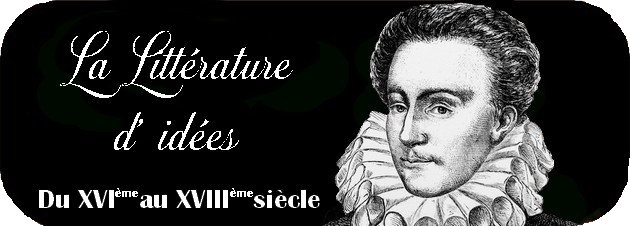 La Littérature
d' idées
Du XVIème au XVIIIème siècle